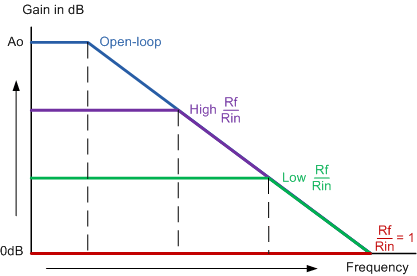 Gain in dB
Ao
Open-loop
High Rf
Rin
Low Rf
Rin
Rf
Rin = 1
0dB
Frequency